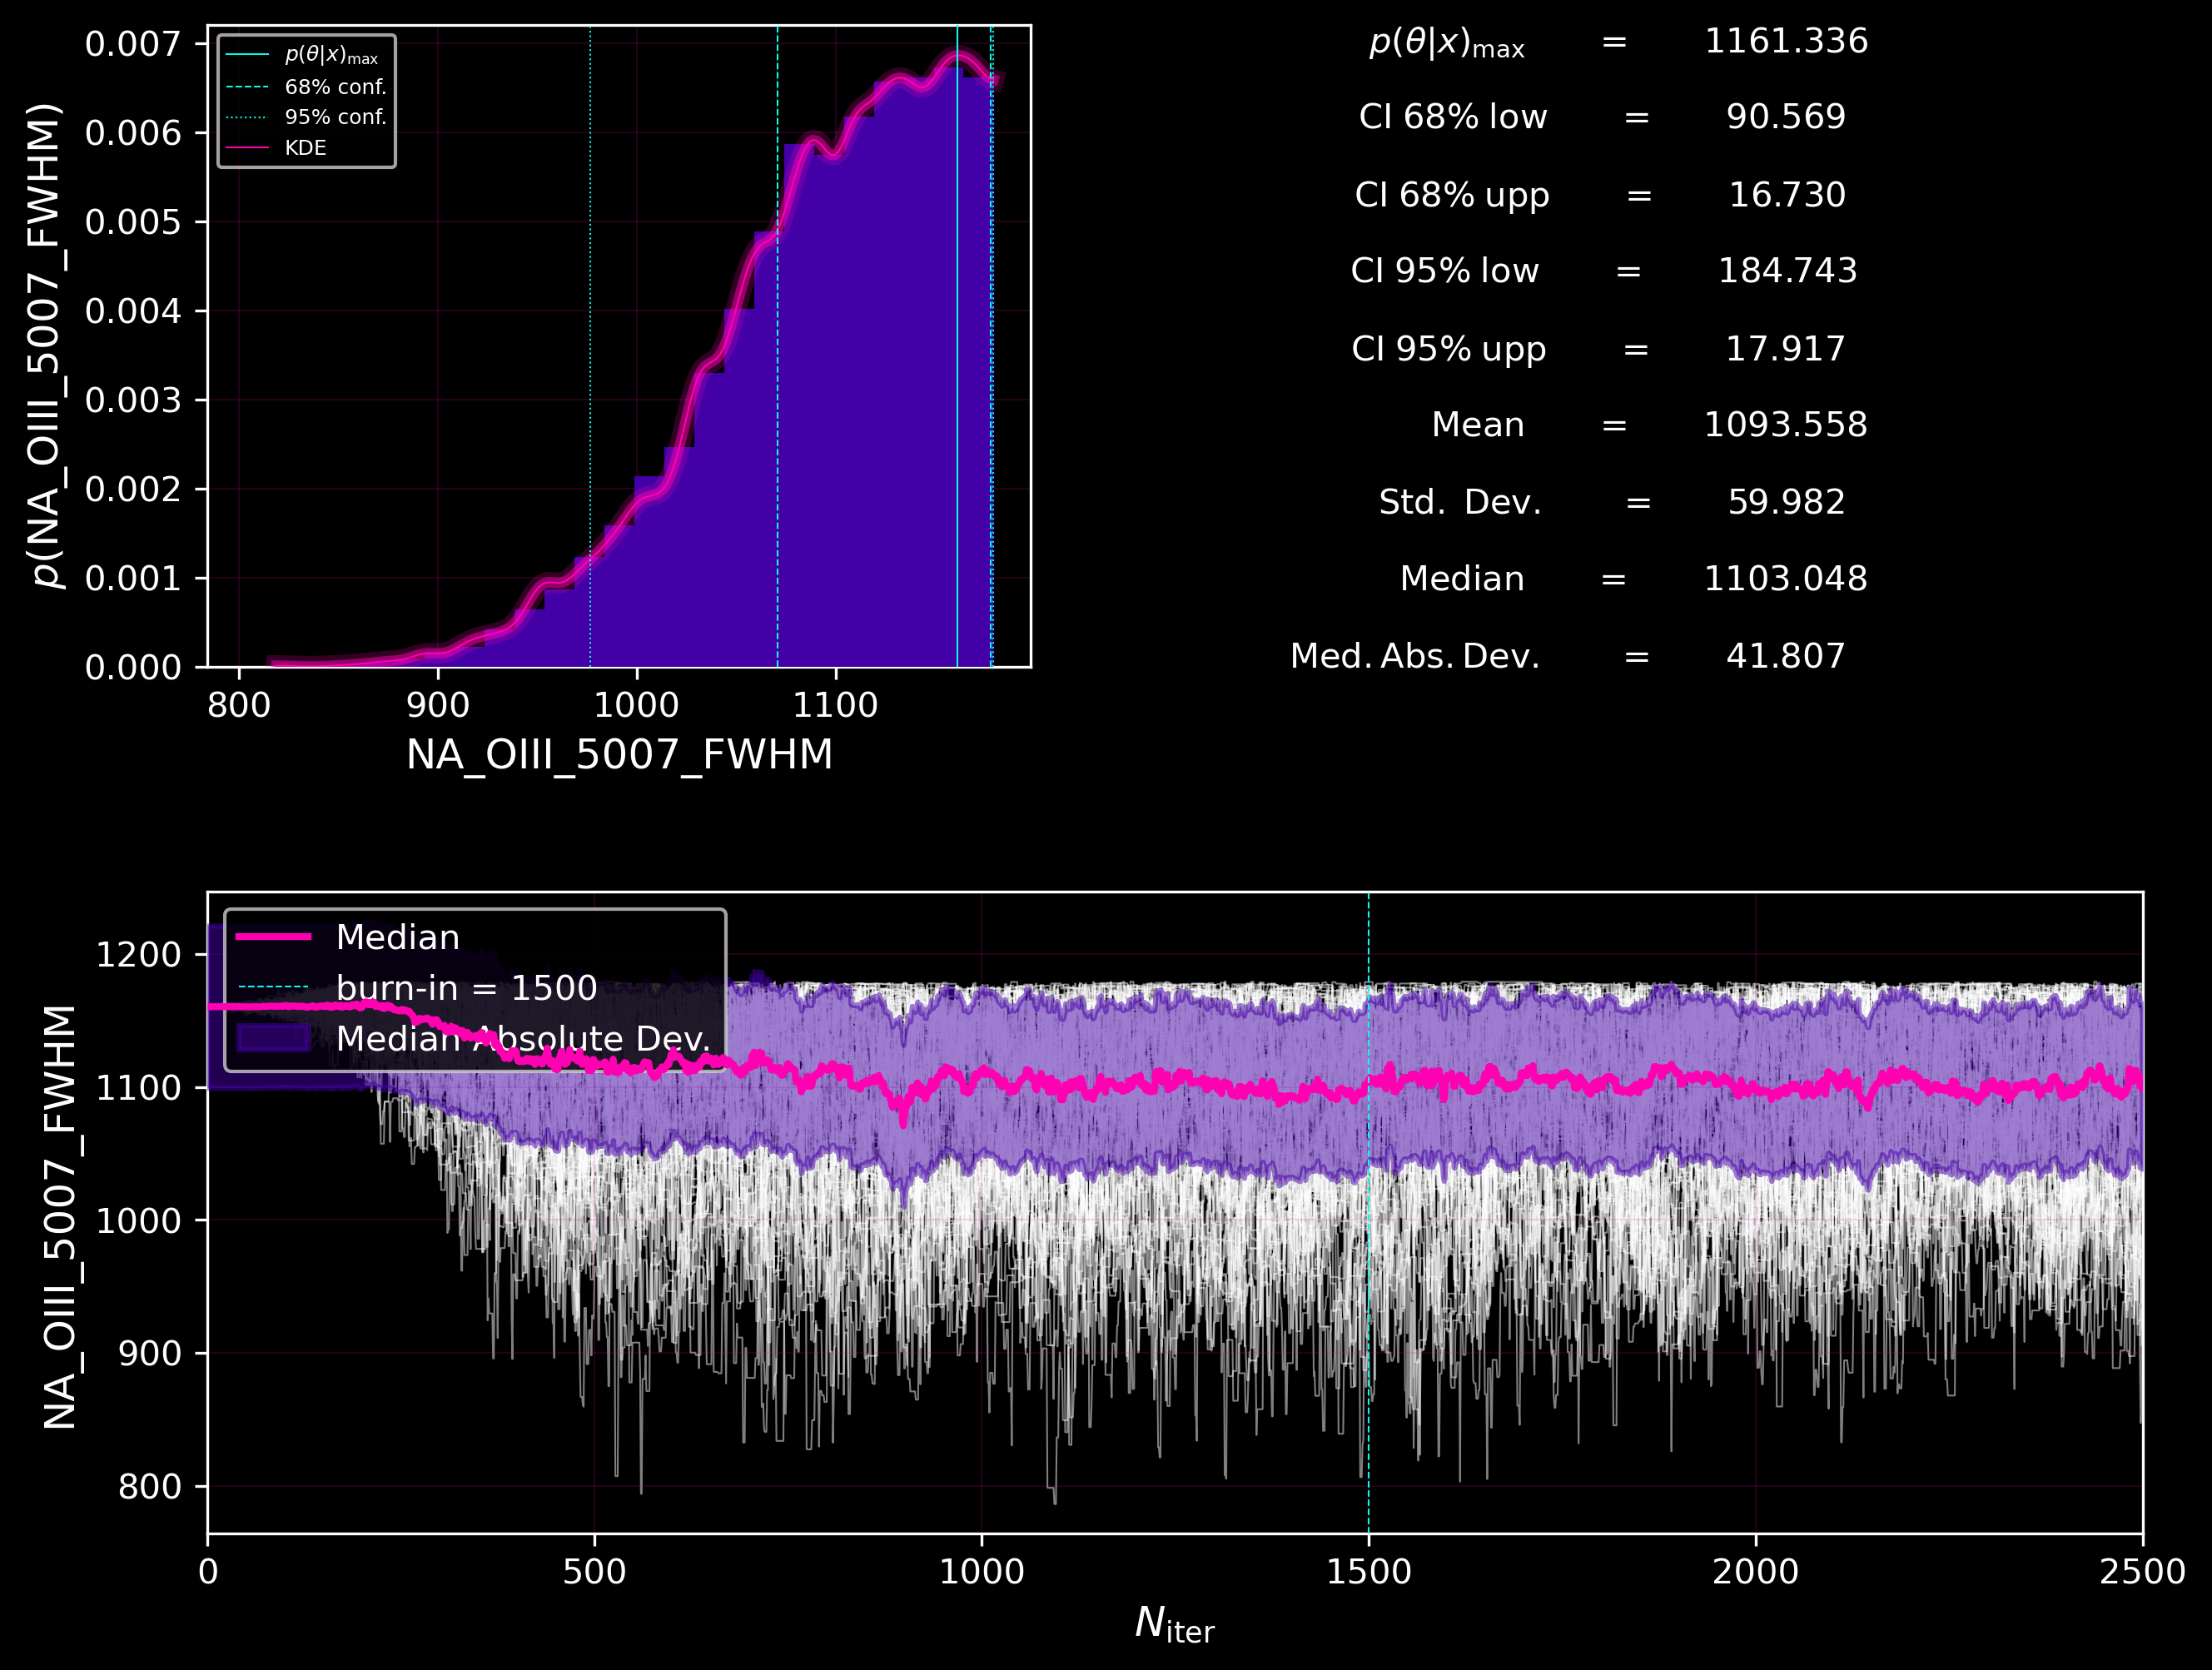 p(θ|x)max
68% conf.
95% conf.
KDE
0.007
0.006
0.005
0.004
0.003
0.002
0.001
0.000
p(NA_OIII_5007_FWHM)
800 900 1000 1100
NA_OIII_5007_FWHM
p(θ|x)max = 1161.336
CI 68% low = 90.569
CI 68% upp = 16.730
CI 95% low = 184.743
CI 95% upp = 17.917
Mean = 1093.558
Std. Dev. = 59.982
Median = 1103.048
Med. Abs. Dev. = 41.807
Median
burn-in = 1500
Median Absolute Dev.
1200
1100
1000
900
800
NA_OIII_5007_FWHM
0 500 1000 1500 2000 2500
Niter